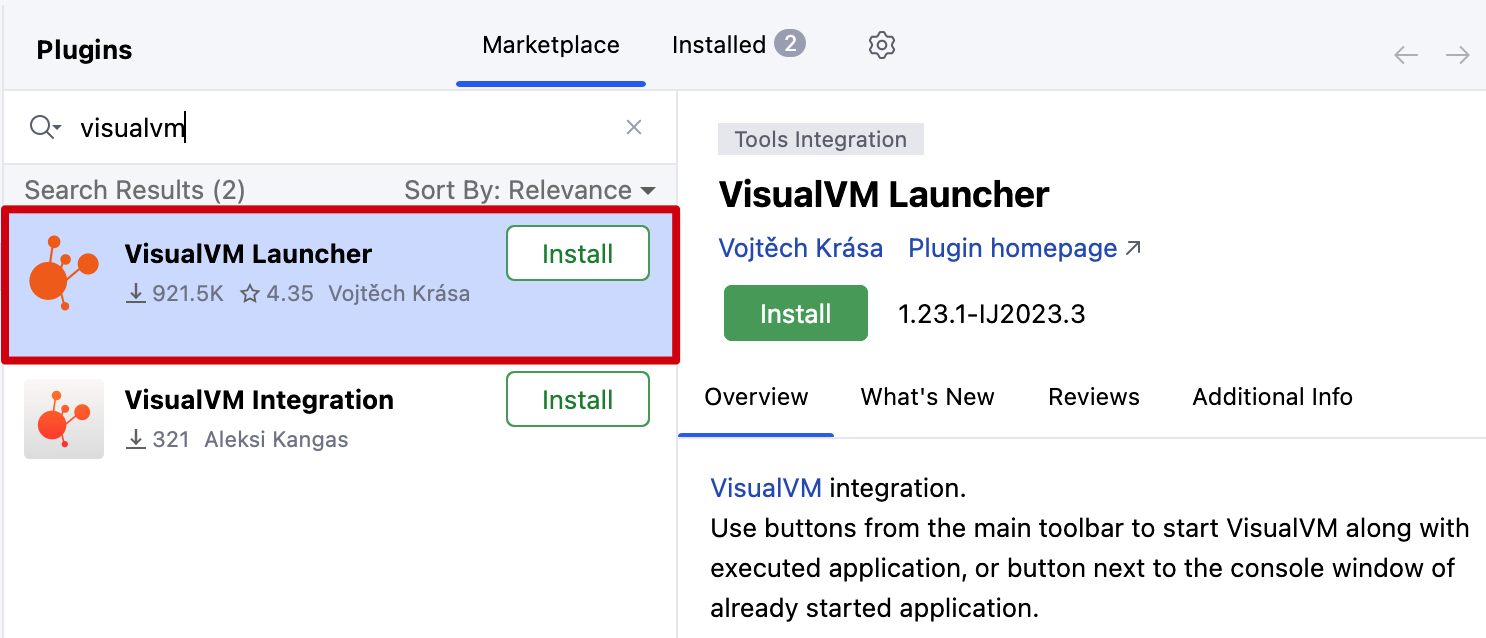 Plugins
Marketplace
Installed 2
visualvm
Search Results (2)
Sort By: Relevance
VisualVM Launcher
Install
921.5K 4.35 Vojtěch Krása
VisualVM Integration
Install
321 Aleksi Kangas
Tools Integration
VisualVM Launcher
Vojtěch Krása Plugin homepage
Install 1.23.1-IJ2023.3
Overview What's New Reviews Additional Info
VisualVM integration.
Use buttons from the main toolbar to start VisualVM along with
executed application, or button next to the console window of
already started application.